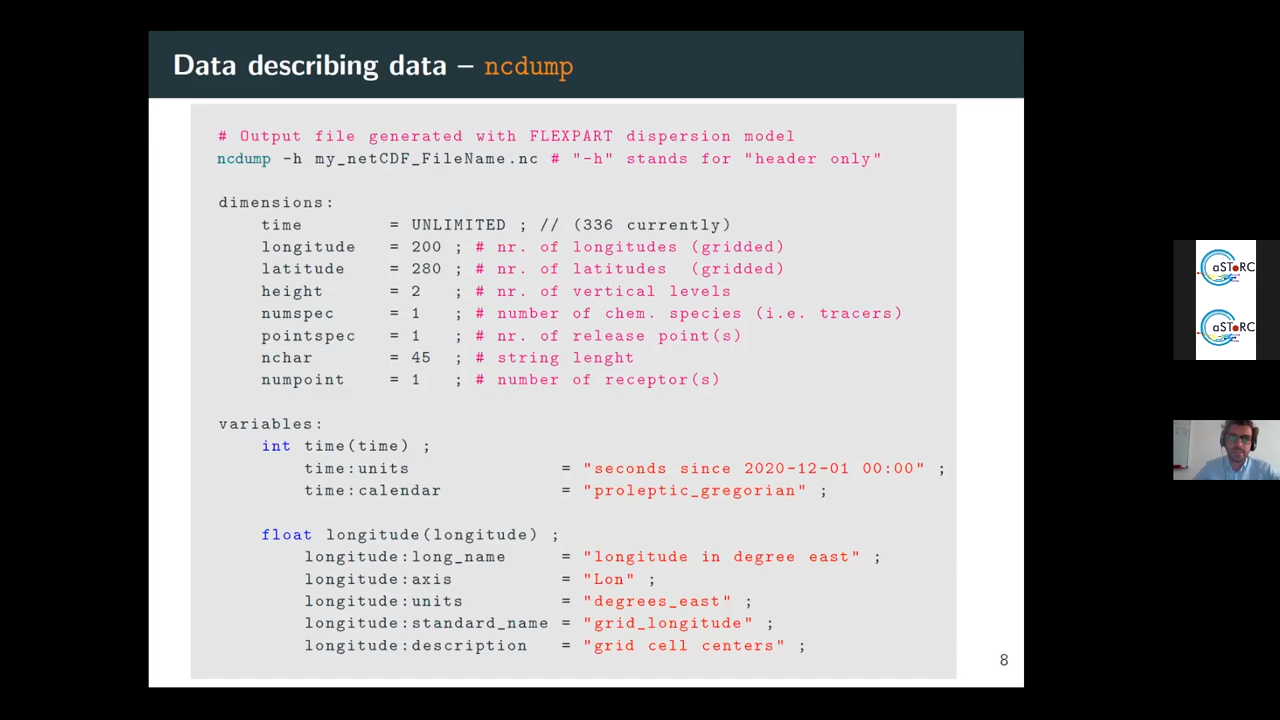 Data describing data – ncdump
# Output file generated with FLEXPART dispersion model
ncdump -h my_netCDF_FileName.nc # "-h" stands for "header only"
dimensions:
time = UNLIMITED ; // (336 currently)
longitude = 200 ; # nr. of longitudes (gridded)
latitude = 280 ; # nr. of latitudes (gridded)
height = 2 ; # nr. of vertical levels
numspec = 1 ; # number of chem. species (i.e. tracers)
pointspec = 1 ; # nr. of release point(s)
nchar = 45 ; # string lenght
numpoint = 1 ; # number of receptor(s)
variables:
int time(time) ;
time:units = "seconds since 2020-12-01 00:00" ;
time:calendar = "proleptic_gregorian" ;
float longitude(longitude) ;
longitude:long_name = "longitude in degree east" ;
longitude:axis = "Lon" ;
longitude:units = "degrees_east" ;
longitude:standard_name = "grid_longitude" ;
longitude:description = "grid cell centers" ;
8
CaSToRC
CaSToRC